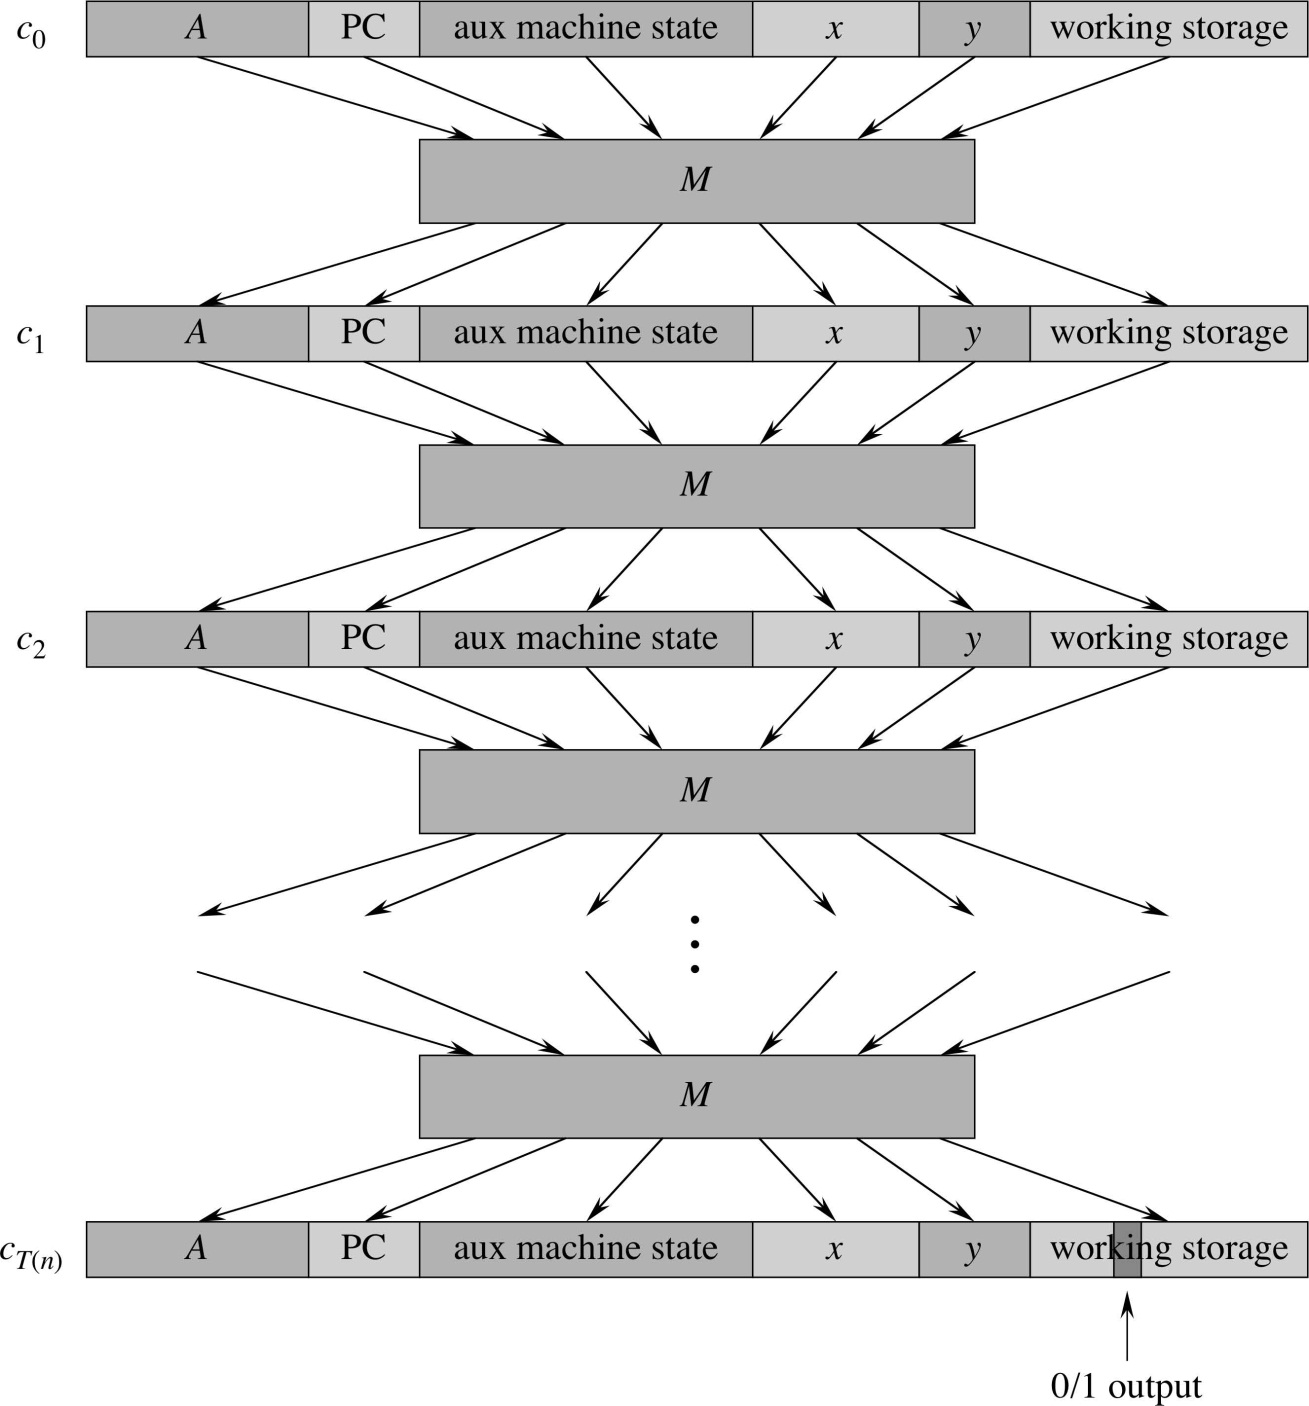 c0 A PC aux machine state x y working storage
M
c1 A PC aux machine state x y working storage
M
c2 A PC aux machine state x y working storage
M
M
cT(n) A PC aux machine state x y working storage
0/1 output